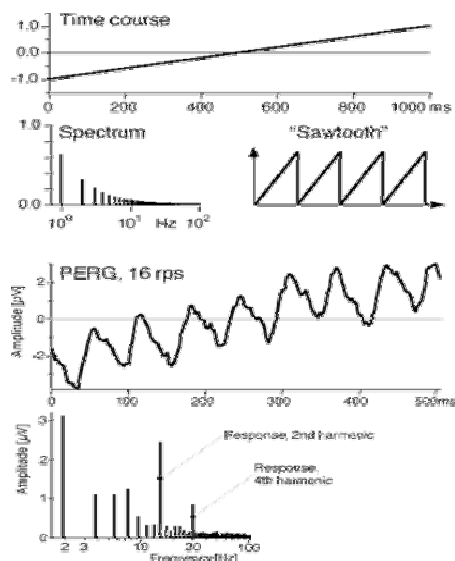 Time course
1.0
0.0
-1.0
0 200 400 600 800 1000 ms
Spectrum
1.0
0.0
10⁰ 10¹ Hz 10²
"Sawtooth"
PERG, 16 rps
Amplitude [µV]
2
0
-2
0 100 200 300 400 500ms
Amplitude [µV]
3
2
1
0
Response, 2nd harmonic
Response,
4th harmonic
2 3 10 30 100
Frequency [Hz]